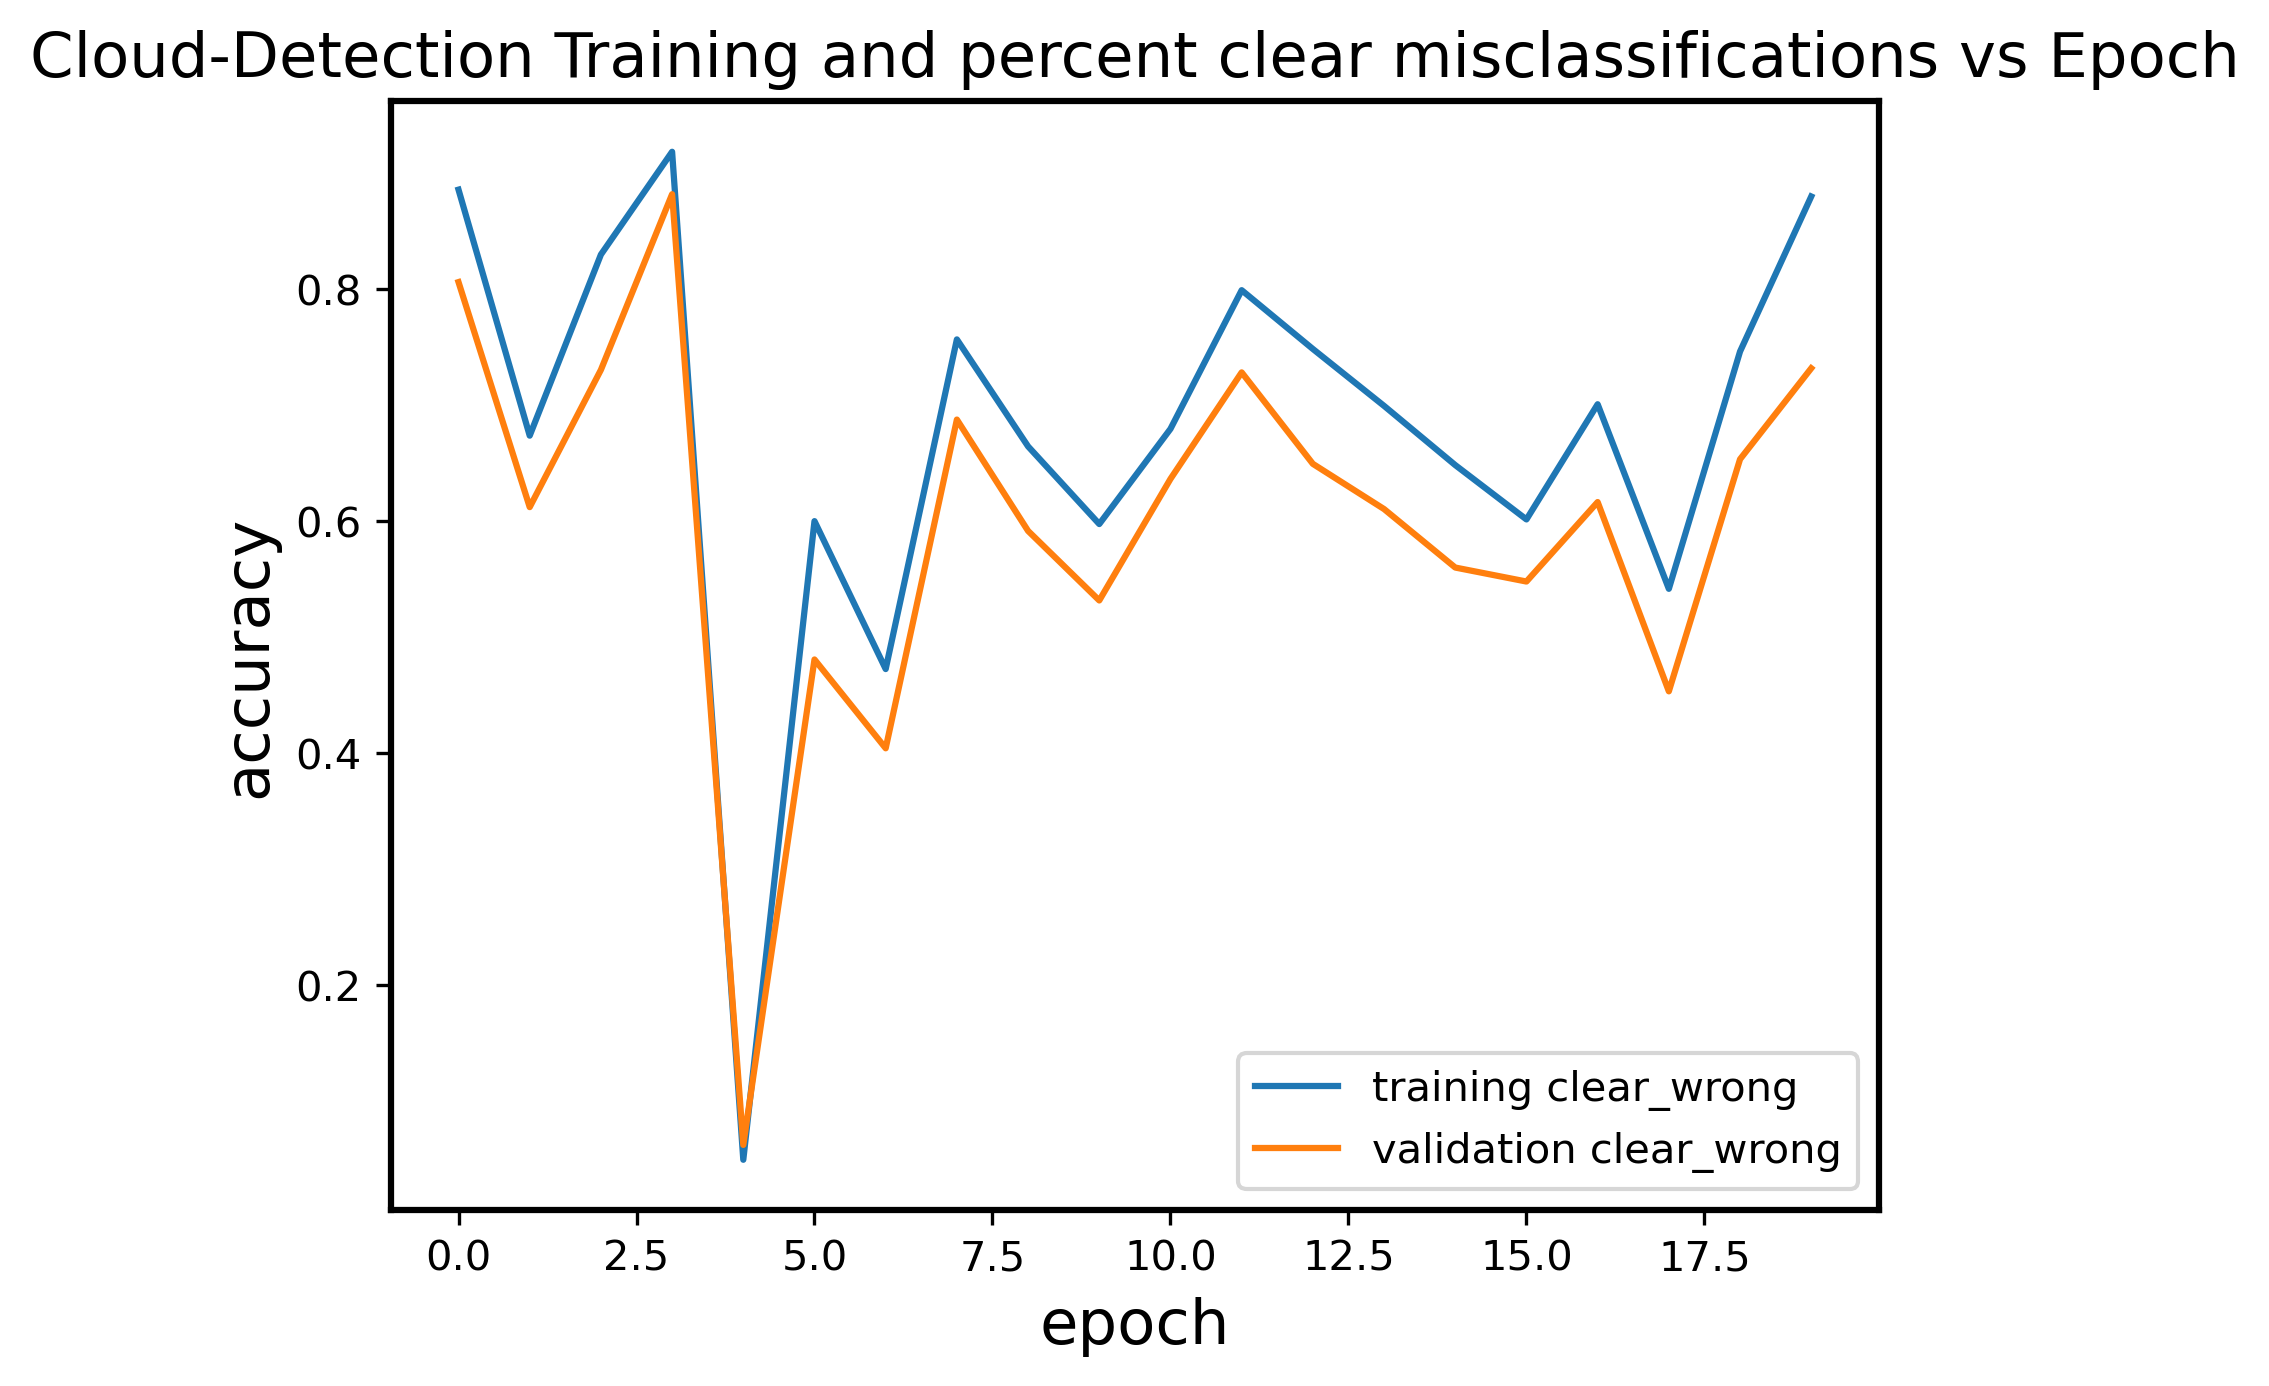 Cloud-Detection Training and percent clear misclassifications vs Epoch
accuracy
0.8
0.6
0.4
0.2
training clear_wrong
validation clear_wrong
0.0 2.5 5.0 7.5 10.0 12.5 15.0 17.5
epoch